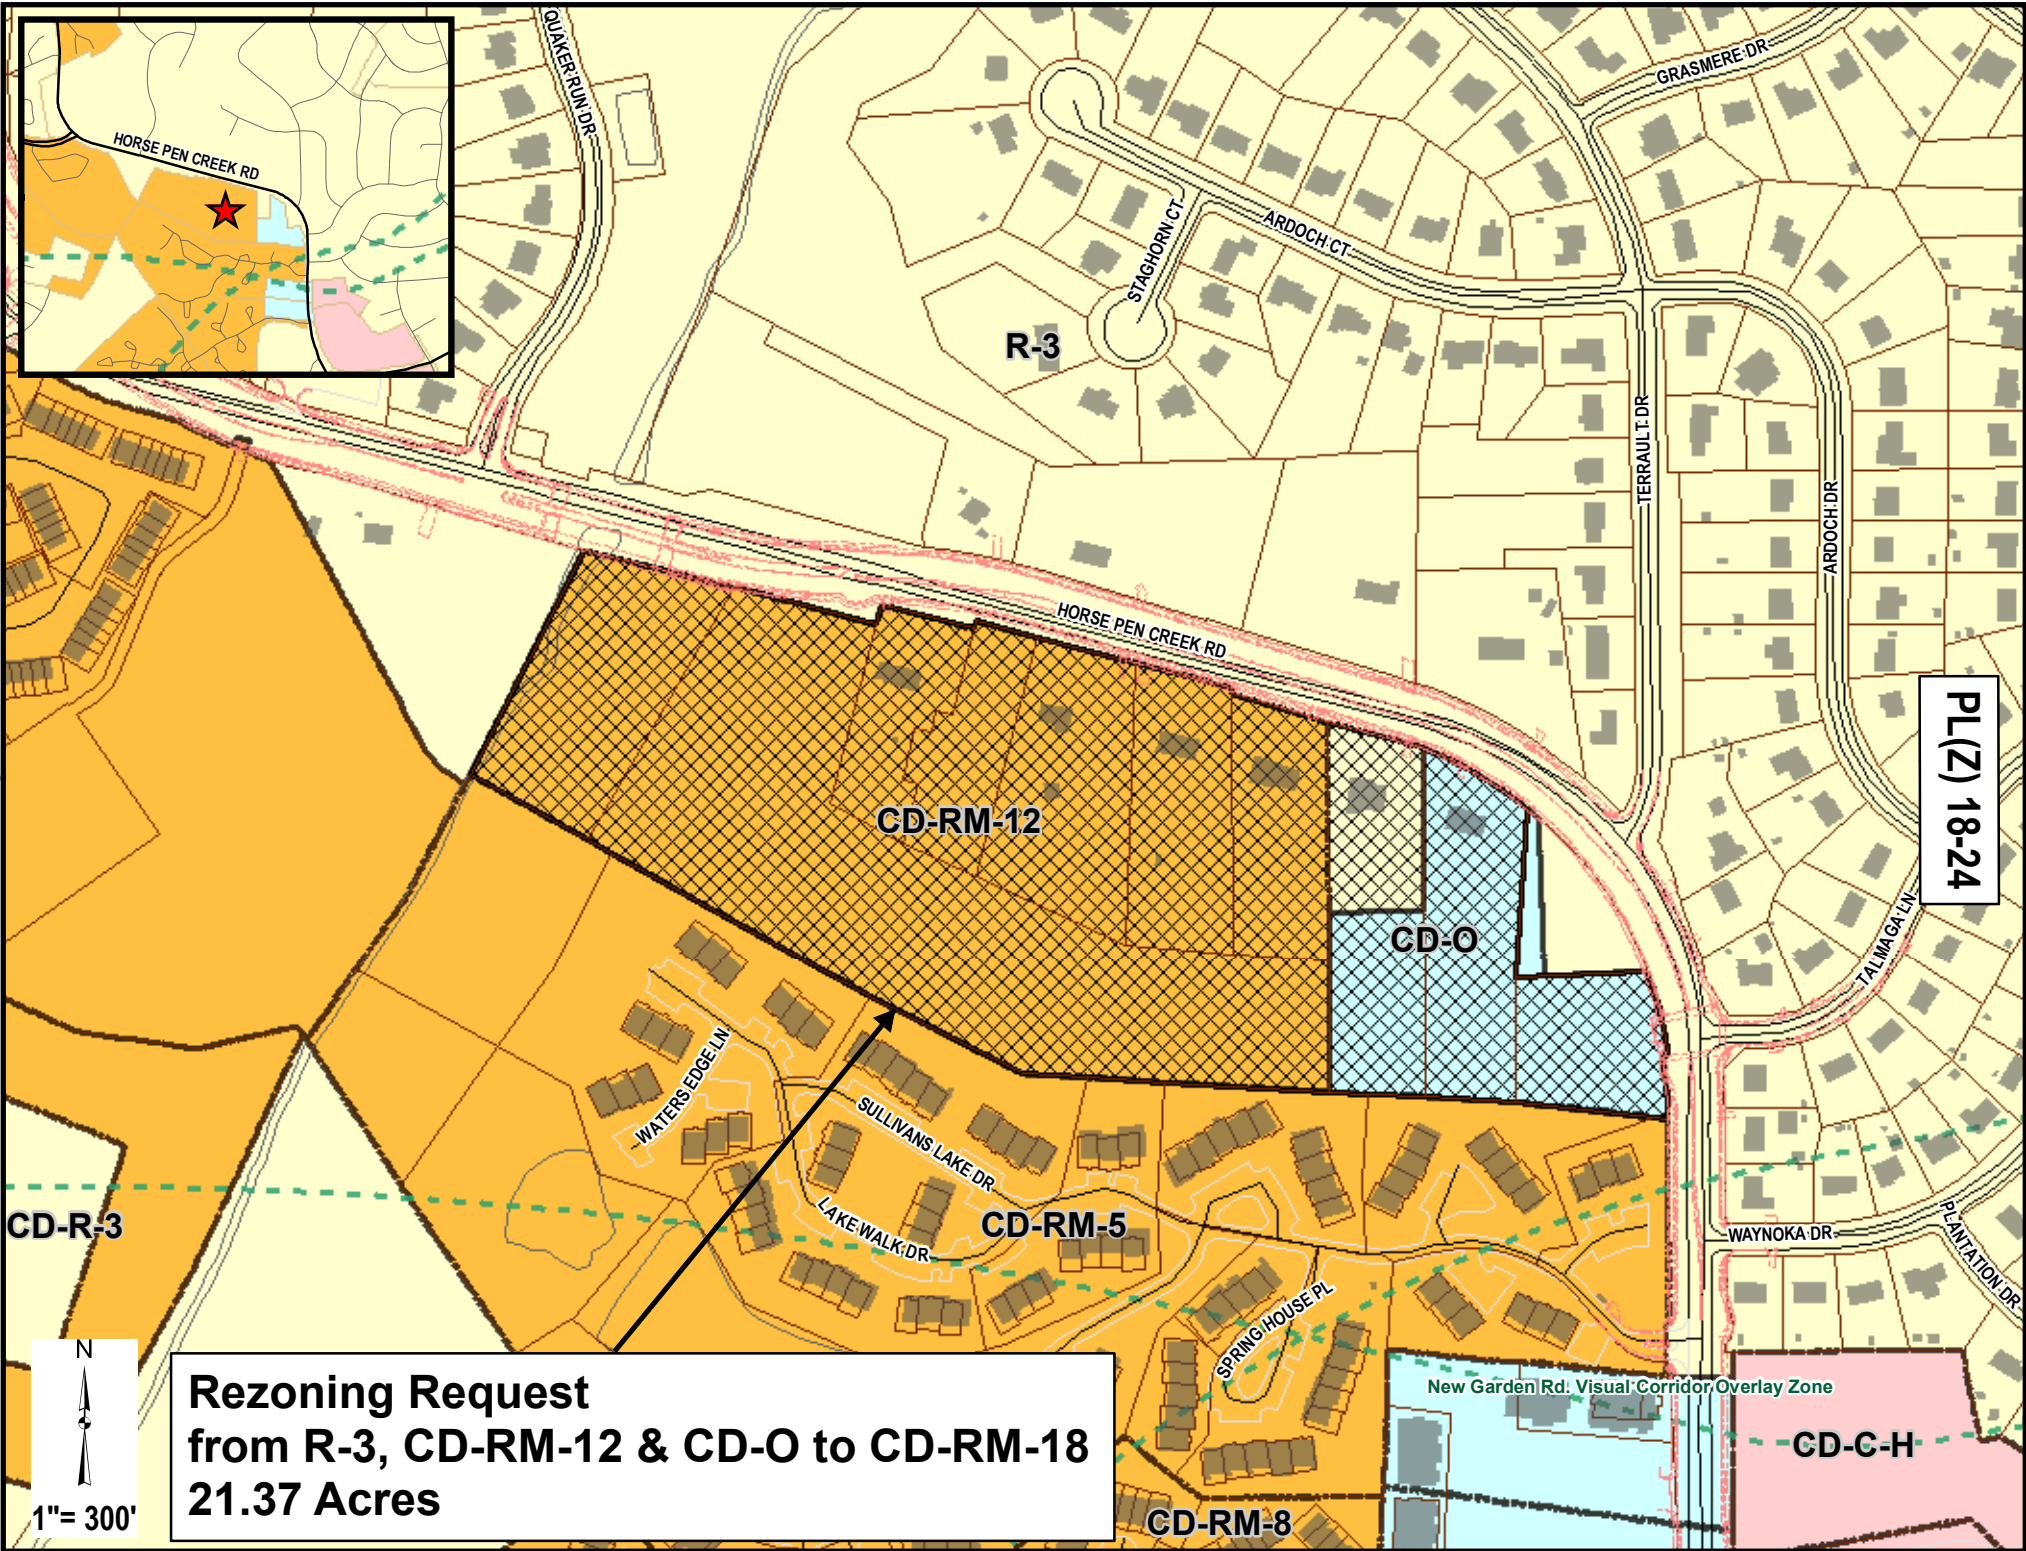 HORSE PEN CREEK RD
QUAKER RUN DR
GRASMERE DR
STAGHORN CT
ARDOCH CT
R-3
TERRAULT DR
ARDOCH DR
HORSE PEN CREEK RD
PL(Z) 18-24
CD-RM-12
CD-O
TALMAGA LN
WATERS EDGE LN
SULLIVANS LAKE DR
LAKE WALK DR
CD-RM-5
CD-R-3
WAYNOKA DR
PLANTATION DR
SPRING HOUSE PL
New Garden Rd. Visual Corridor Overlay Zone
CD-C-H
CD-RM-8
N
1"= 300'
Rezoning Request
from R-3, CD-RM-12 & CD-O to CD-RM-18
21.37 Acres